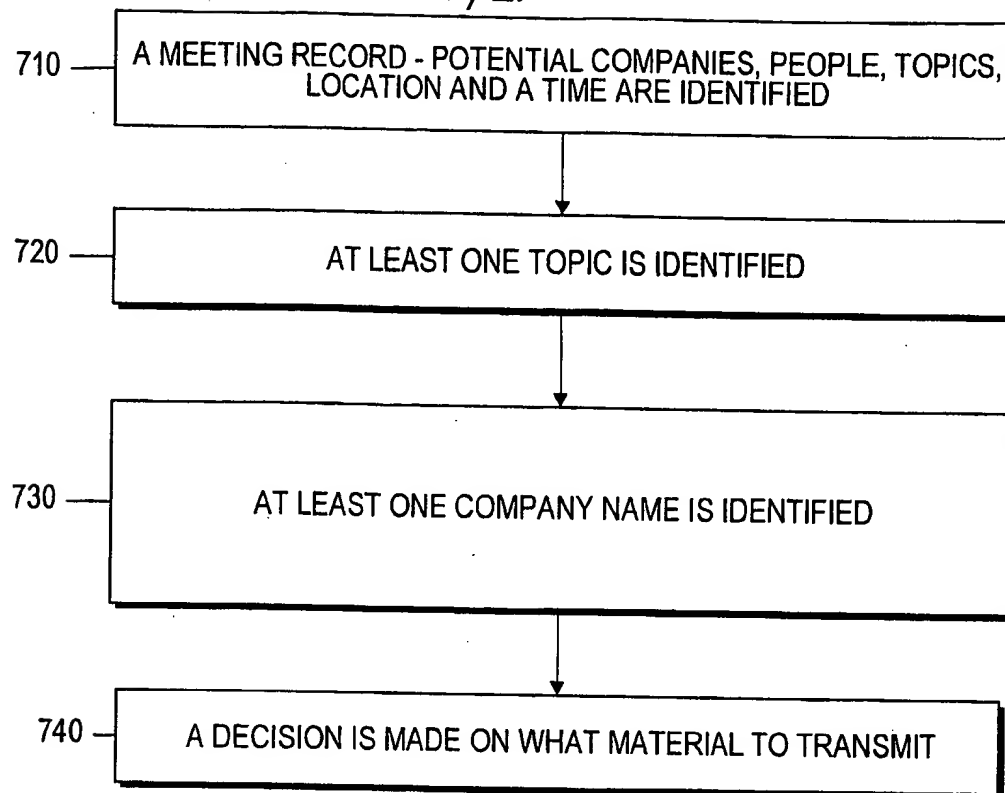 710
A MEETING RECORD - POTENTIAL COMPANIES, PEOPLE, TOPICS,
LOCATION AND A TIME ARE IDENTIFIED
720
AT LEAST ONE TOPIC IS IDENTIFIED
730
AT LEAST ONE COMPANY NAME IS IDENTIFIED
740
A DECISION IS MADE ON WHAT MATERIAL TO TRANSMIT